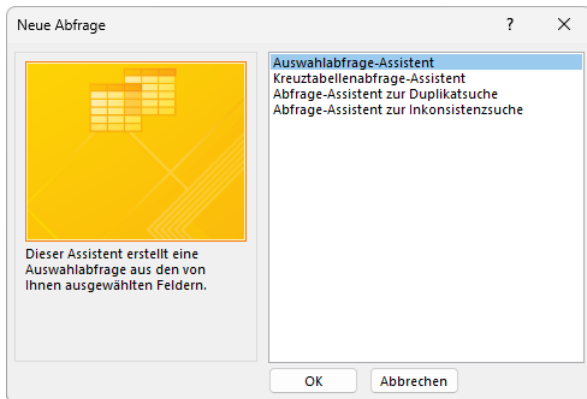 Neue Abfrage
?
Auswahlabfrage-Assistent
Kreuztabellenabfrage-Assistent
Abfrage-Assistent zur Duplikatsuche
Abfrage-Assistent zur Inkonsistenzsuche
Dieser Assistent erstellt eine
Auswahlabfrage aus den von
Ihnen ausgewählten Feldern.
OK
Abbrechen